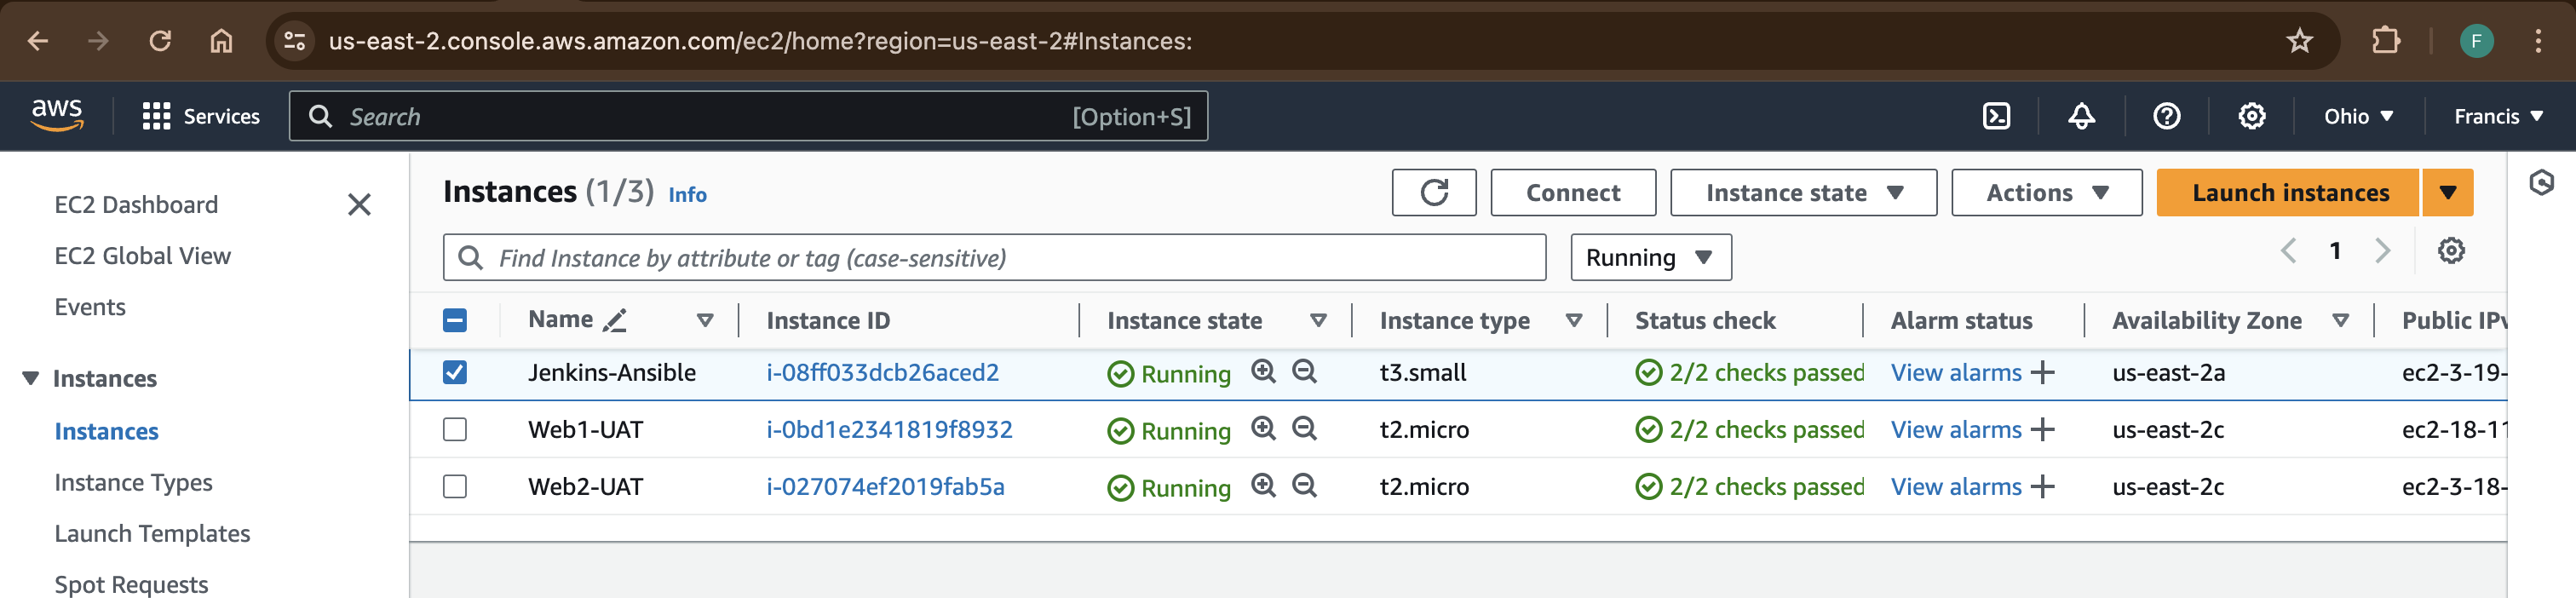 us-east-2.console.aws.amazon.com/ec2/home?region=us-east-2#Instances:
F
aws
Services
Search
[Option+S]
Ohio
Francis
EC2 Dashboard
EC2 Global View
Events
Instances
Instances
Instance Types
Launch Templates
Spot Requests
Instances (1/3) Info
Connect
Instance state
Actions
Launch instances
Find Instance by attribute or tag (case-sensitive)
Running
1
Name Instance ID Instance state Instance type Status check Alarm status Availability Zone Public IPv
Jenkins-Ansible i-08ff033dcb26aced2 Running t3.small 2/2 checks passed View alarms + us-east-2a ec2-3-19-
Web1-UAT i-0bd1e2341819f8932 Running t2.micro 2/2 checks passed View alarms + us-east-2c ec2-18-11
Web2-UAT i-027074ef2019fab5a Running t2.micro 2/2 checks passed View alarms + us-east-2c ec2-3-18-